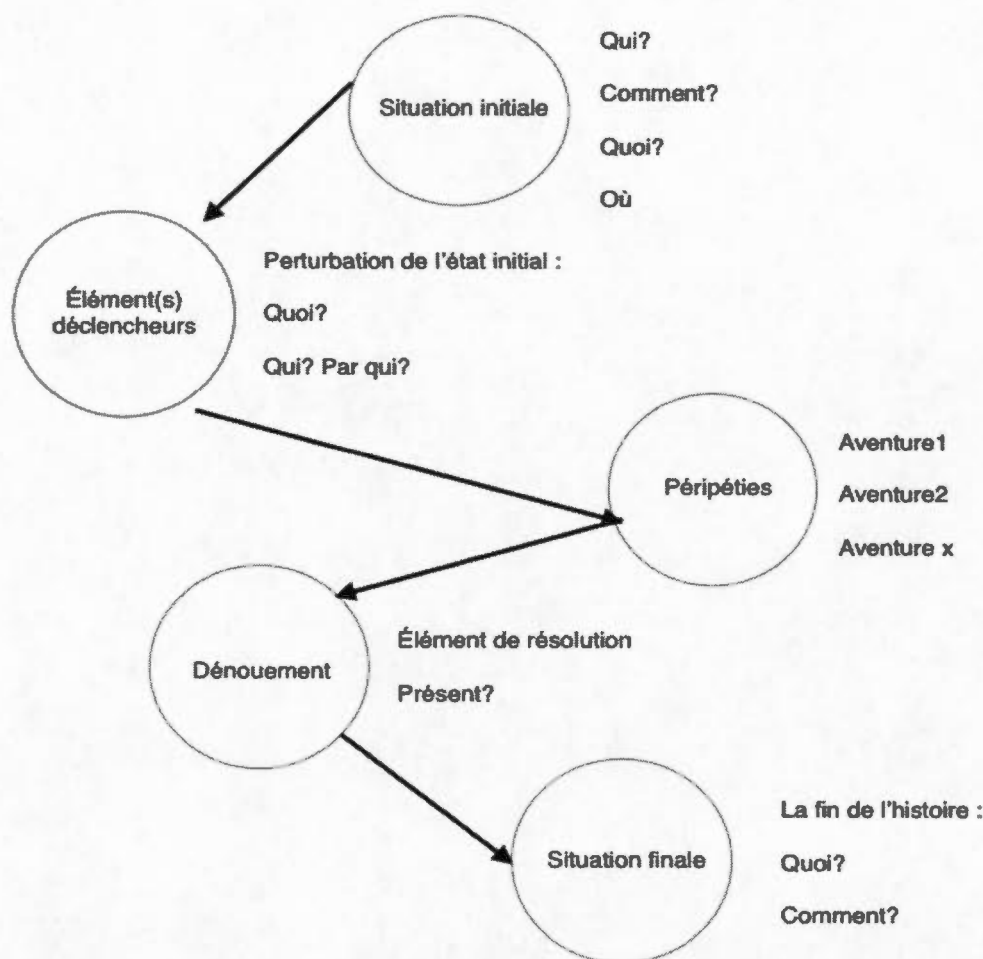 Situation initiale
Qui?
Comment?
Quoi?
Où
Élément(s)
déclencheurs
Perturbation de l'état initial :
Quoi?
Qui? Par qui?
Péripéties
Aventure1
Aventure2
Aventure x
Dénouement
Élément de résolution
Présent?
Situation finale
La fin de l'histoire :
Quoi?
Comment?